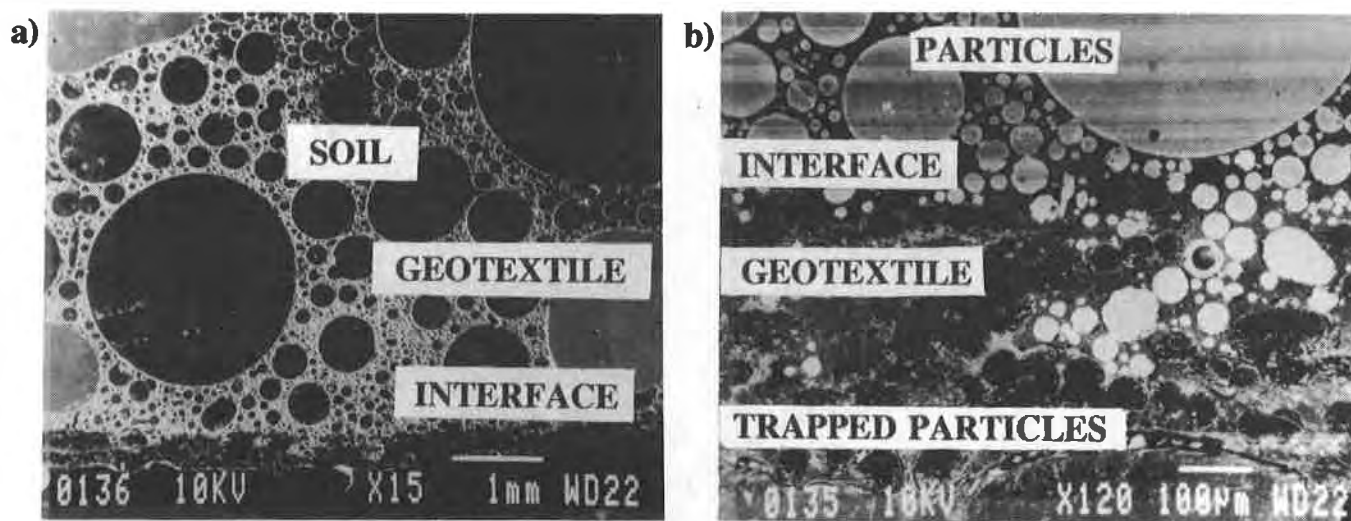 a)
SOIL
GEOTEXTILE
INTERFACE
0136 10KV X15 1mm WD22
b)
PARTICLES
INTERFACE
GEOTEXTILE
TRAPPED PARTICLES
0135 10KV X120 100µm WD22